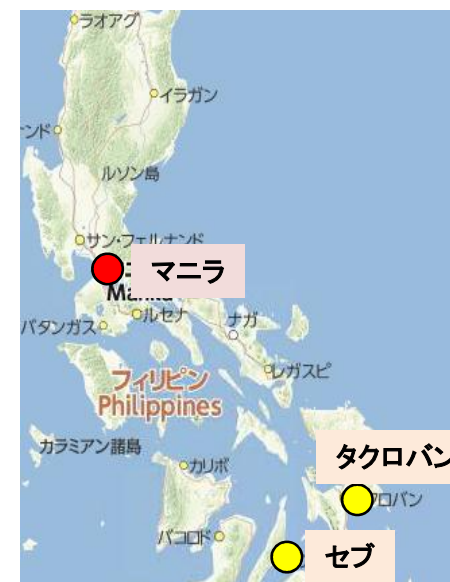 ラオアグ
イラガン
ンド
ルソン島
サン・フェルナンド
マニラ
Manila
バタンガス
ルセナ
ナガ
レガスピ
フィリピン
Philippines
カラミアン諸島
カリボ
タクロバン
クロバン
バコロド
セブ